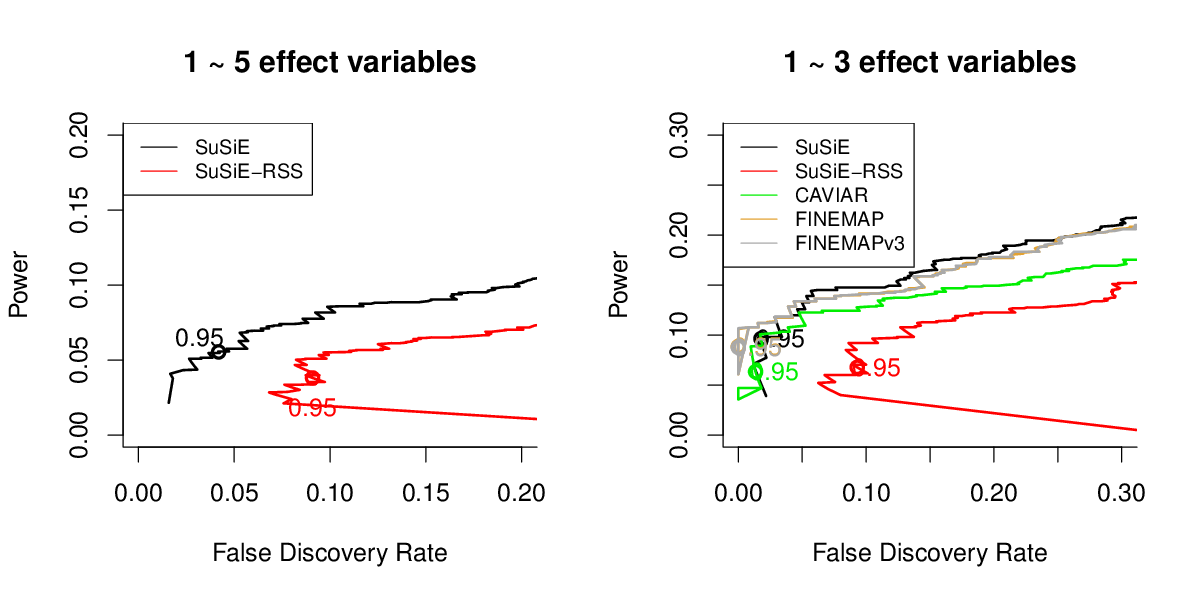 1 ~ 5 effect variables
SuSiE
SuSiE−RSS
0.95
0.95
Power
0.00
0.05
0.10
0.15
0.20
0.00
0.05
0.10
0.15
0.20
False Discovery Rate
1 ~ 3 effect variables
SuSiE
SuSiE−RSS
CAVIAR
FINEMAP
FINEMAPv3
.95
.95
.95
Power
0.00
0.10
0.20
0.30
0.00
0.10
0.20
0.30
False Discovery Rate